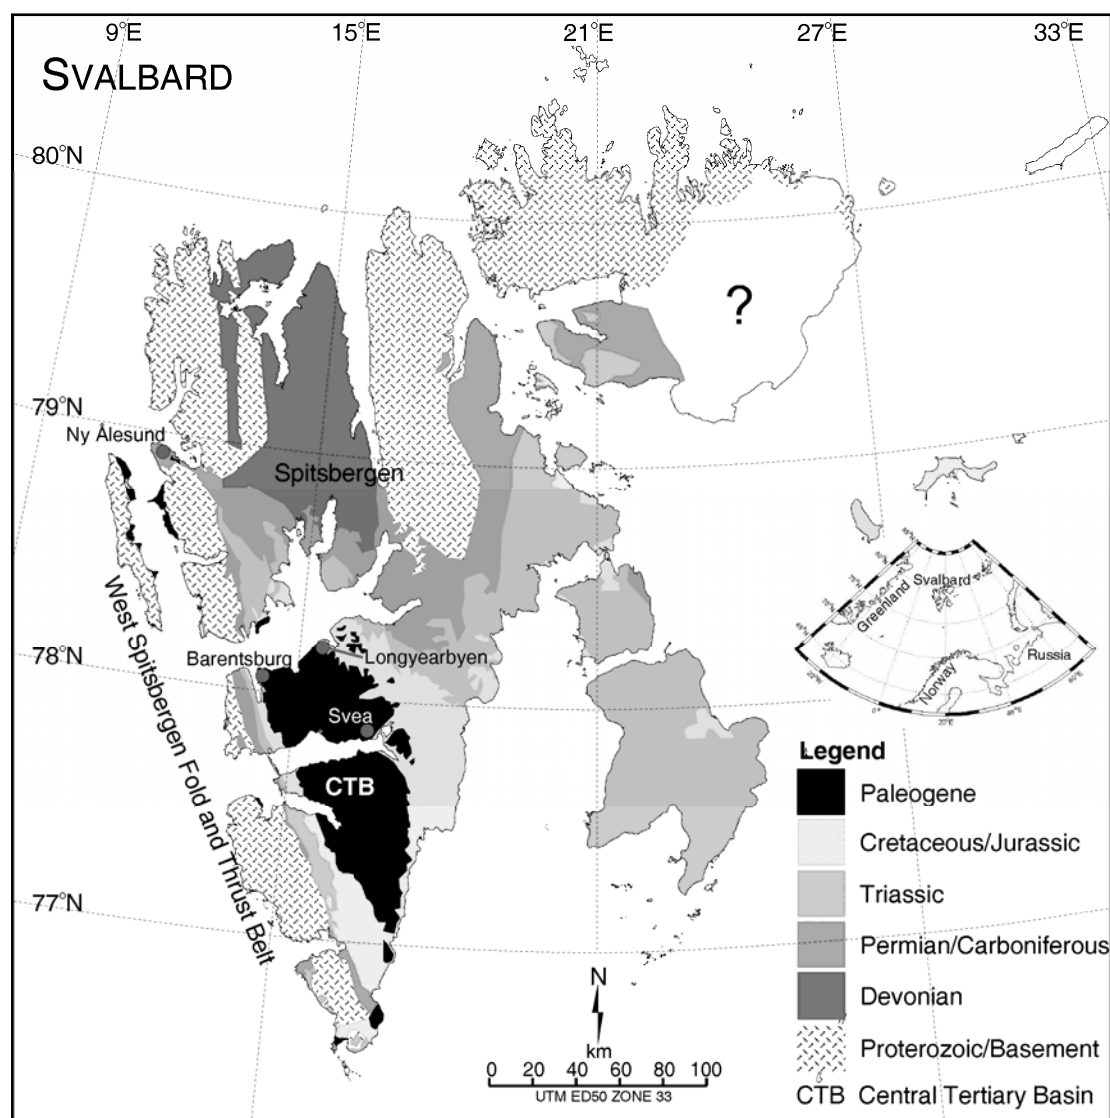 9°E 15°E 21°E 27°E 33°E
SVALBARD
80°N
?
79°N
Ny Ålesund
Spitsbergen
Svalbard
Greenland
78°N
Barentsburg
Longyearbyen
Russia
Norway
Svea
West Spitsbergen Fold and Thrust Belt
CTB
Legend
Paleogene
Cretaceous/Jurassic
Triassic
77°N
Permian/Carboniferous
Devonian
N
Proterozoic/Basement
km
0 20 40 60 80 100
UTM ED50 ZONE 33
CTB Central Tertiary Basin